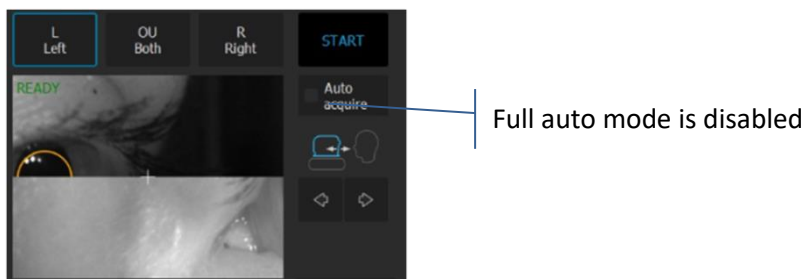 L
Left
OU
Both
R
Right
START
READY
Auto
acquire
Full auto mode is disabled